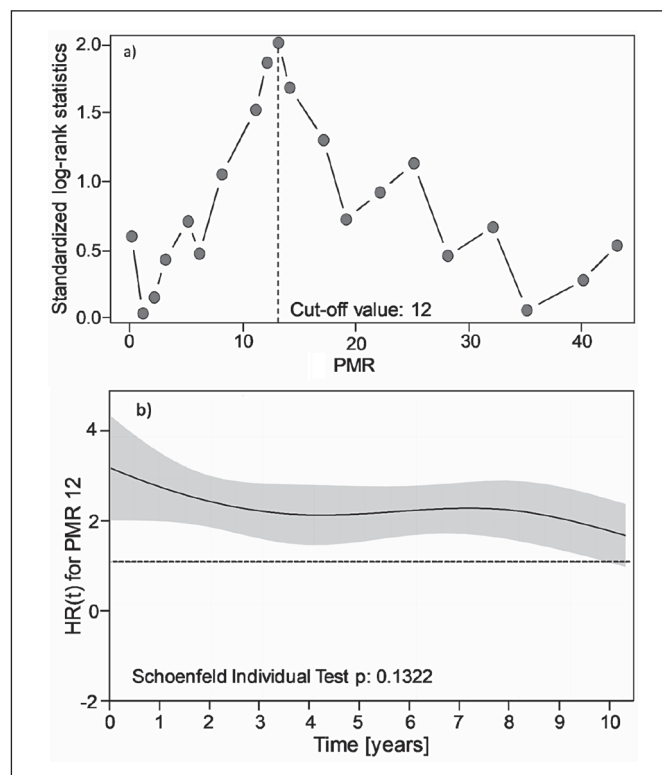 a)
Standardized log-rank statistics
2.0
1.5
1.0
0.5
0.0
Cut-off value: 12
0 10 20 30 40
PMR
b)
HR(t) for PMR 12
4
2
0
-2
Schoenfeld Individual Test p: 0.1322
0 1 2 3 4 5 6 7 8 9 10
Time [years]